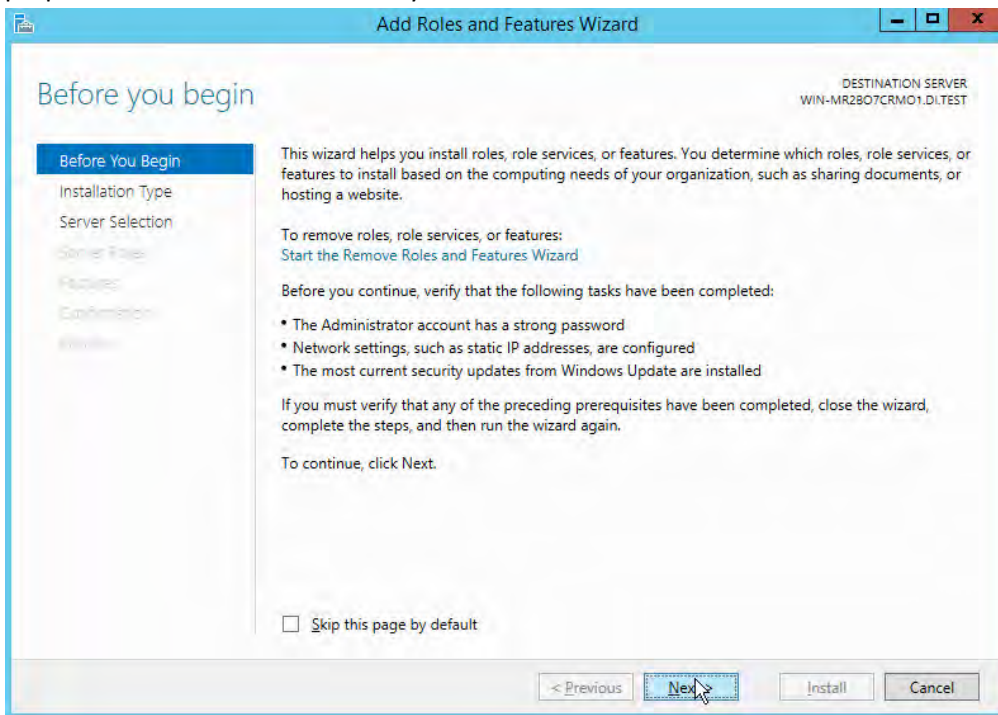 Add Roles and Features Wizard
Before you begin
DESTINATION SERVER
WIN-MR2BO7CRMO1.DI.TEST
Before You Begin
Installation Type
Server Selection
Server Roles
Features
Confirmation
This wizard helps you install roles, role services, or features. You determine which roles, role services, or
features to install based on the computing needs of your organization, such as sharing documents, or
hosting a website.
To remove roles, role services, or features:
Start the Remove Roles and Features Wizard
Before you continue, verify that the following tasks have been completed:
• The Administrator account has a strong password
• Network settings, such as static IP addresses, are configured
• The most current security updates from Windows Update are installed
If you must verify that any of the preceding prerequisites have been completed, close the wizard,
complete the steps, and then run the wizard again.
To continue, click Next.
Skip this page by default
< Previous
Next >
Install
Cancel